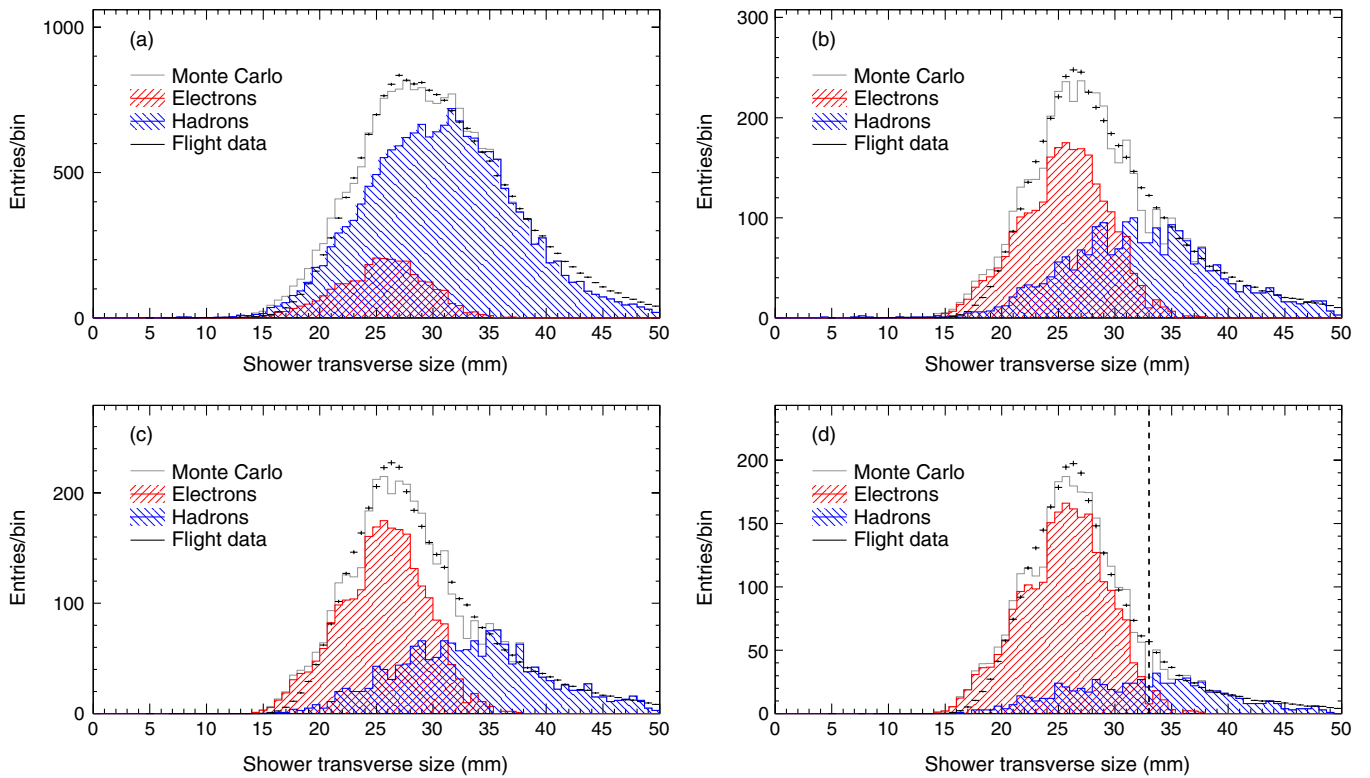 (a)
Monte Carlo
Electrons
Hadrons
Flight data
Entries/bin
1000
500
0
0 5 10 15 20 25 30 35 40 45 50
Shower transverse size (mm)
(b)
Monte Carlo
Electrons
Hadrons
Flight data
Entries/bin
300
200
100
0
0 5 10 15 20 25 30 35 40 45 50
Shower transverse size (mm)
(c)
Monte Carlo
Electrons
Hadrons
Flight data
Entries/bin
200
100
0
0 5 10 15 20 25 30 35 40 45 50
Shower transverse size (mm)
(d)
Monte Carlo
Electrons
Hadrons
Flight data
Entries/bin
200
150
100
50
0
0 5 10 15 20 25 30 35 40 45 50
Shower transverse size (mm)